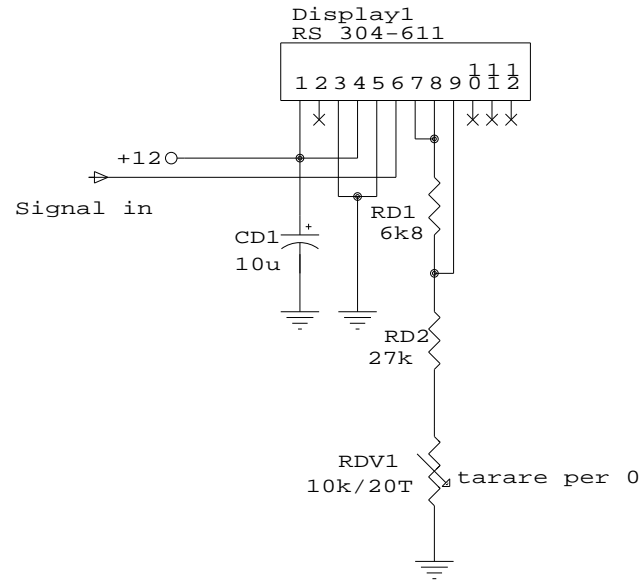 Display1
RS 304-611
1 2 3 4 5 6 7 8 9 10 11 12
+12
Signal in
RD1
6k8
CD1
+
10u
RD2
27k
RDV1
10k/20T
tarare per 0